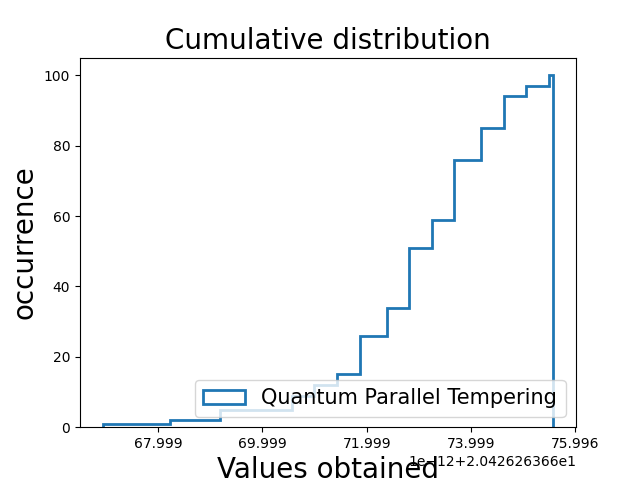 Cumulative distribution
100
80
60
40
20
0
occurrence
Quantum Parallel Tempering
67.999 69.999 71.999 73.999 75.996
1e−12+2.042626366e1
Values obtained